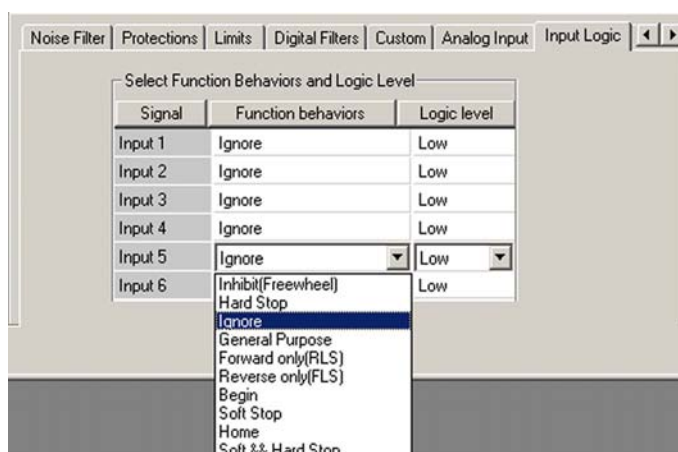 Noise Filter Protections Limits Digital Filters Custom Analog Input Input Logic
Select Function Behaviors and Logic Level
Signal Function behaviors Logic level
Input 1 Ignore Low
Input 2 Ignore Low
Input 3 Ignore Low
Input 4 Ignore Low
Input 5 Ignore Low
Input 6 Low
Inhibit(Freewheel)
Hard Stop
Ignore
General Purpose
Forward only(RLS)
Reverse only(FLS)
Begin
Soft Stop
Home
Soft && Hard Stop